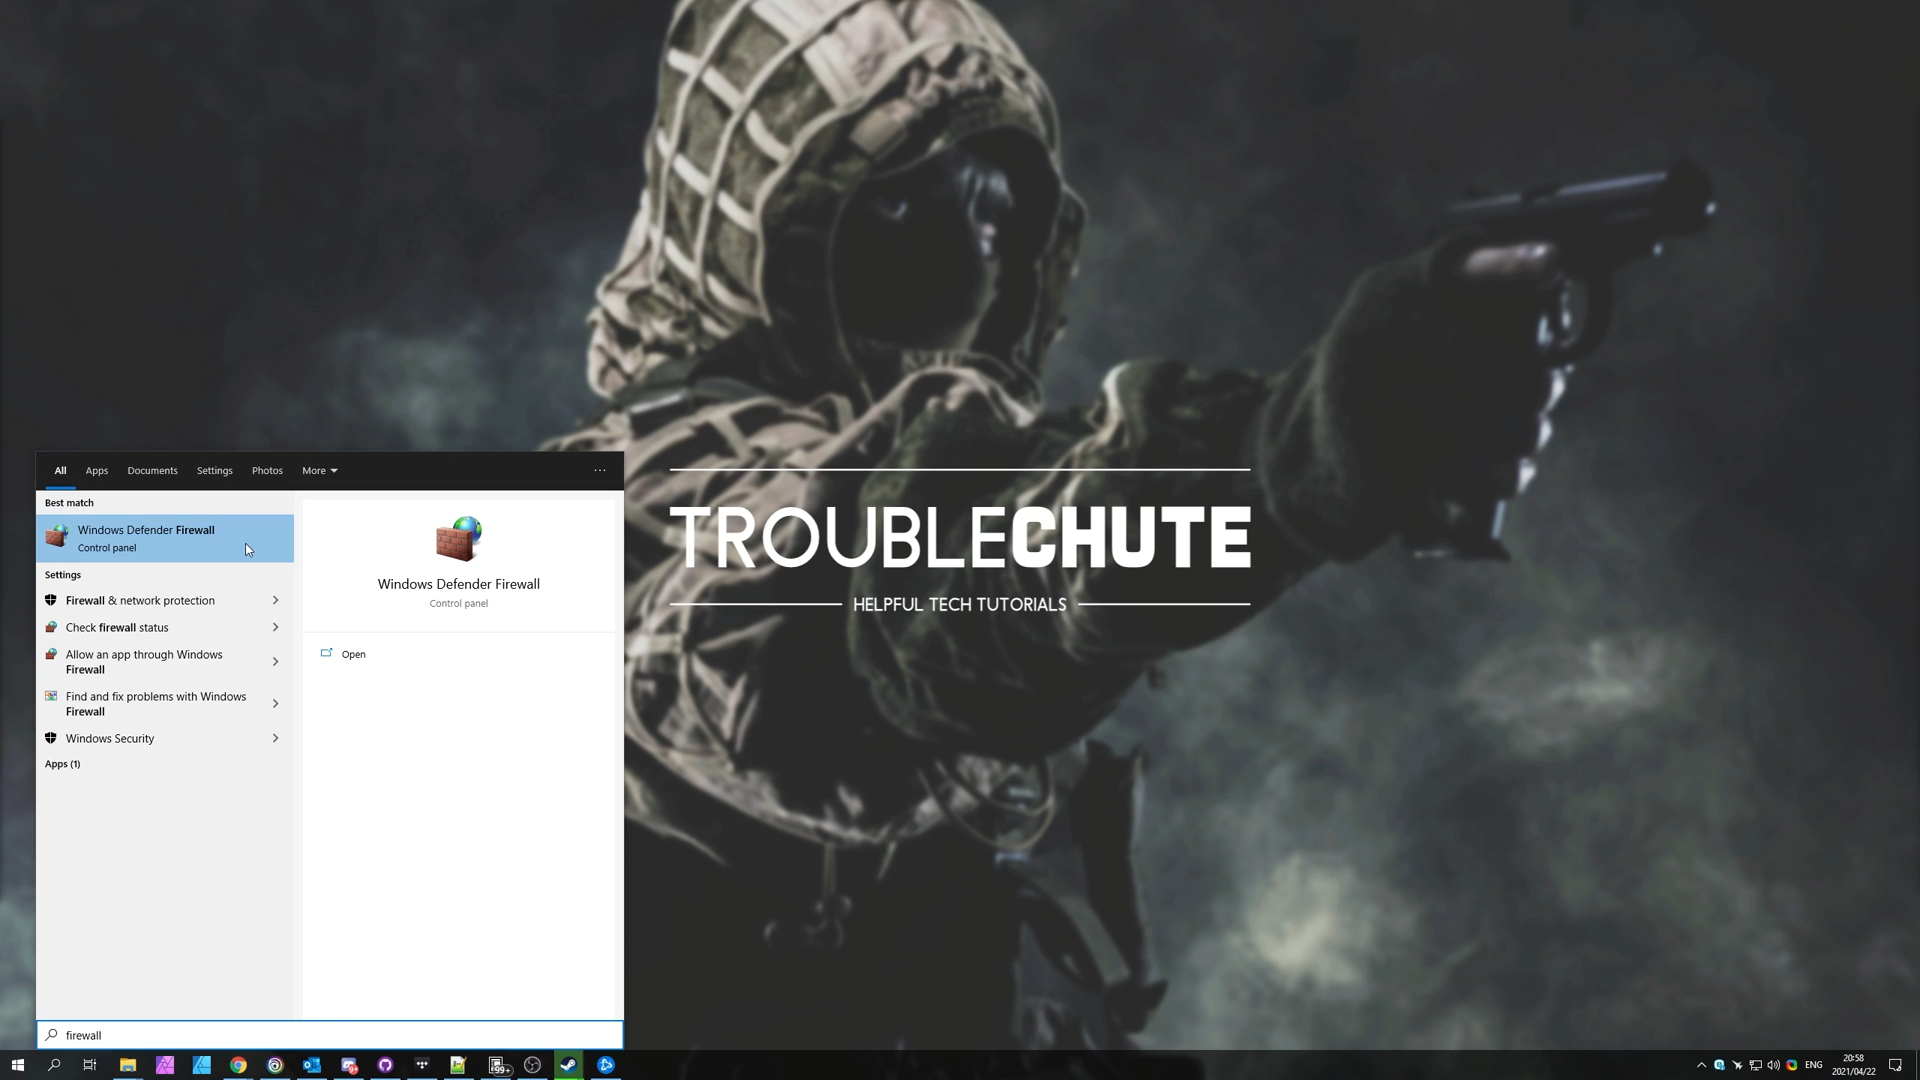 All Apps Documents Settings Photos More ...
Best match
Windows Defender Firewall
Control panel
Settings
Firewall & network protection
Check firewall status
Allow an app through Windows
Firewall
Find and fix problems with Windows
Firewall
Windows Security
Apps (1)
Windows Defender Firewall
Control panel
Open
TROUBLECHUTE
HELPFUL TECH TUTORIALS
firewall
99+
ENG
20:58
2021/04/22